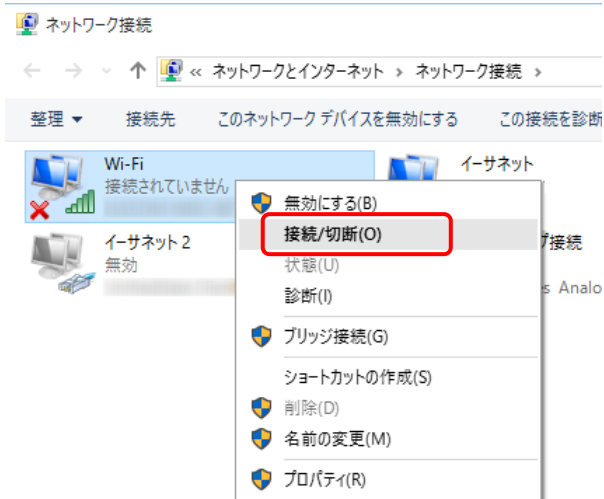 ネットワーク接続
« ネットワークとインターネット › ネットワーク接続 ›
整理 ▼ 接続先 このネットワーク デバイスを無効にする この接続を診断
Wi-Fi
接続されていません
イーサネット
イーサネット 2
無効
プ接続
s Analo
無効にする(B)
接続/切断(O)
状態(U)
診断(I)
ブリッジ接続(G)
ショートカットの作成(S)
削除(D)
名前の変更(M)
プロパティ(R)